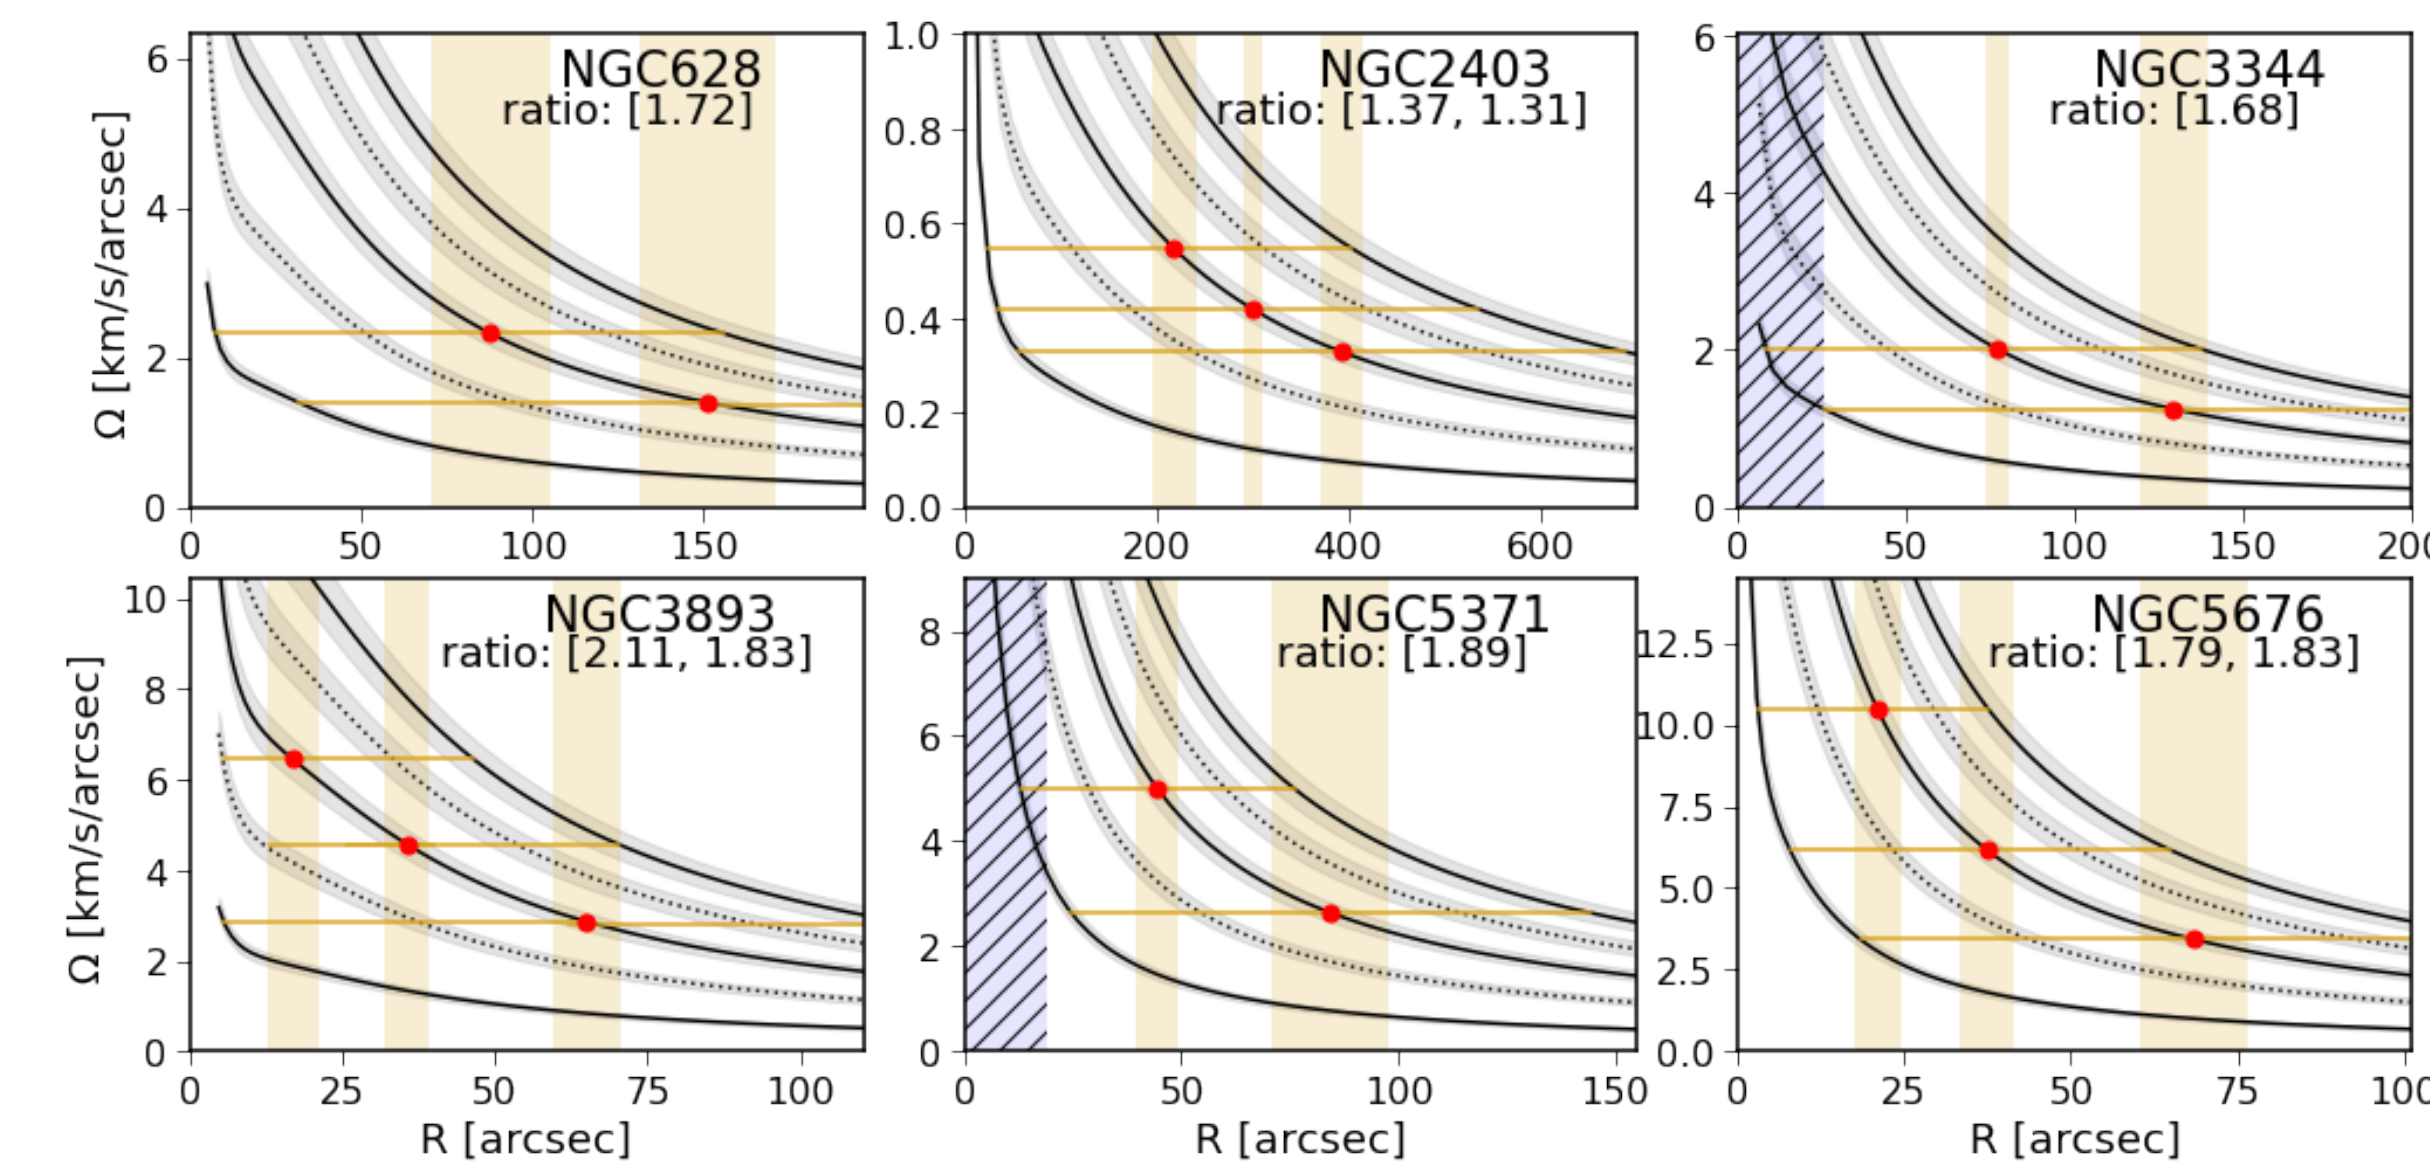 NGC628
ratio: [1.72]
6
4
2
0
Ω [km/s/arcsec]
0 50 100 150
NGC2403
ratio: [1.37, 1.31]
1.0
0.8
0.6
0.4
0.2
0.0
0 200 400 600
NGC3344
ratio: [1.68]
6
4
2
0
0 50 100 150 200
NGC3893
ratio: [2.11, 1.83]
10
8
6
4
2
0
Ω [km/s/arcsec]
0 25 50 75 100
R [arcsec]
NGC5371
ratio: [1.89]
8
6
4
2
0
0 50 100 150
R [arcsec]
NGC5676
ratio: [1.79, 1.83]
12.5
10.0
7.5
5.0
2.5
0.0
0 25 50 75 100
R [arcsec]